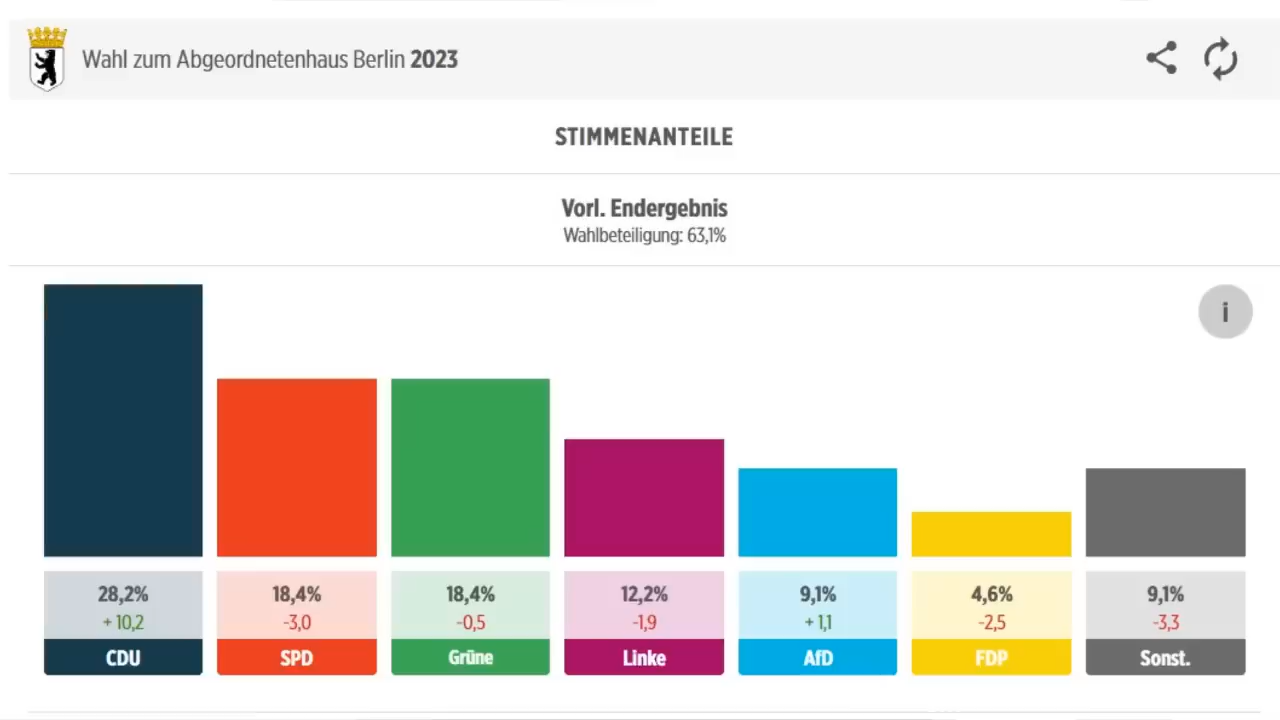 Wahl zum Abgeordnetenhaus Berlin 2023
STIMMENANTEILE
Vorl. Endergebnis
Wahlbeteiligung: 63,1%
i
28,2% 18,4% 18,4% 12,2% 9,1% 4,6% 9,1%
+ 10,2 -3,0 -0,5 -1,9 + 1,1 -2,5 -3,3
CDU SPD Grüne Linke AfD FDP Sonst.